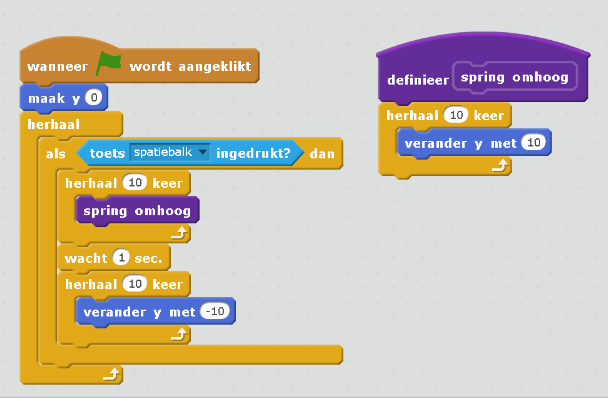 wanneer wordt aangeklikt
maak y 0
herhaal
als toets spatiebalk ingedrukt? dan
herhaal 10 keer
spring omhoog
wacht 1 sec.
herhaal 10 keer
verander y met -10
definieer spring omhoog
herhaal 10 keer
verander y met 10